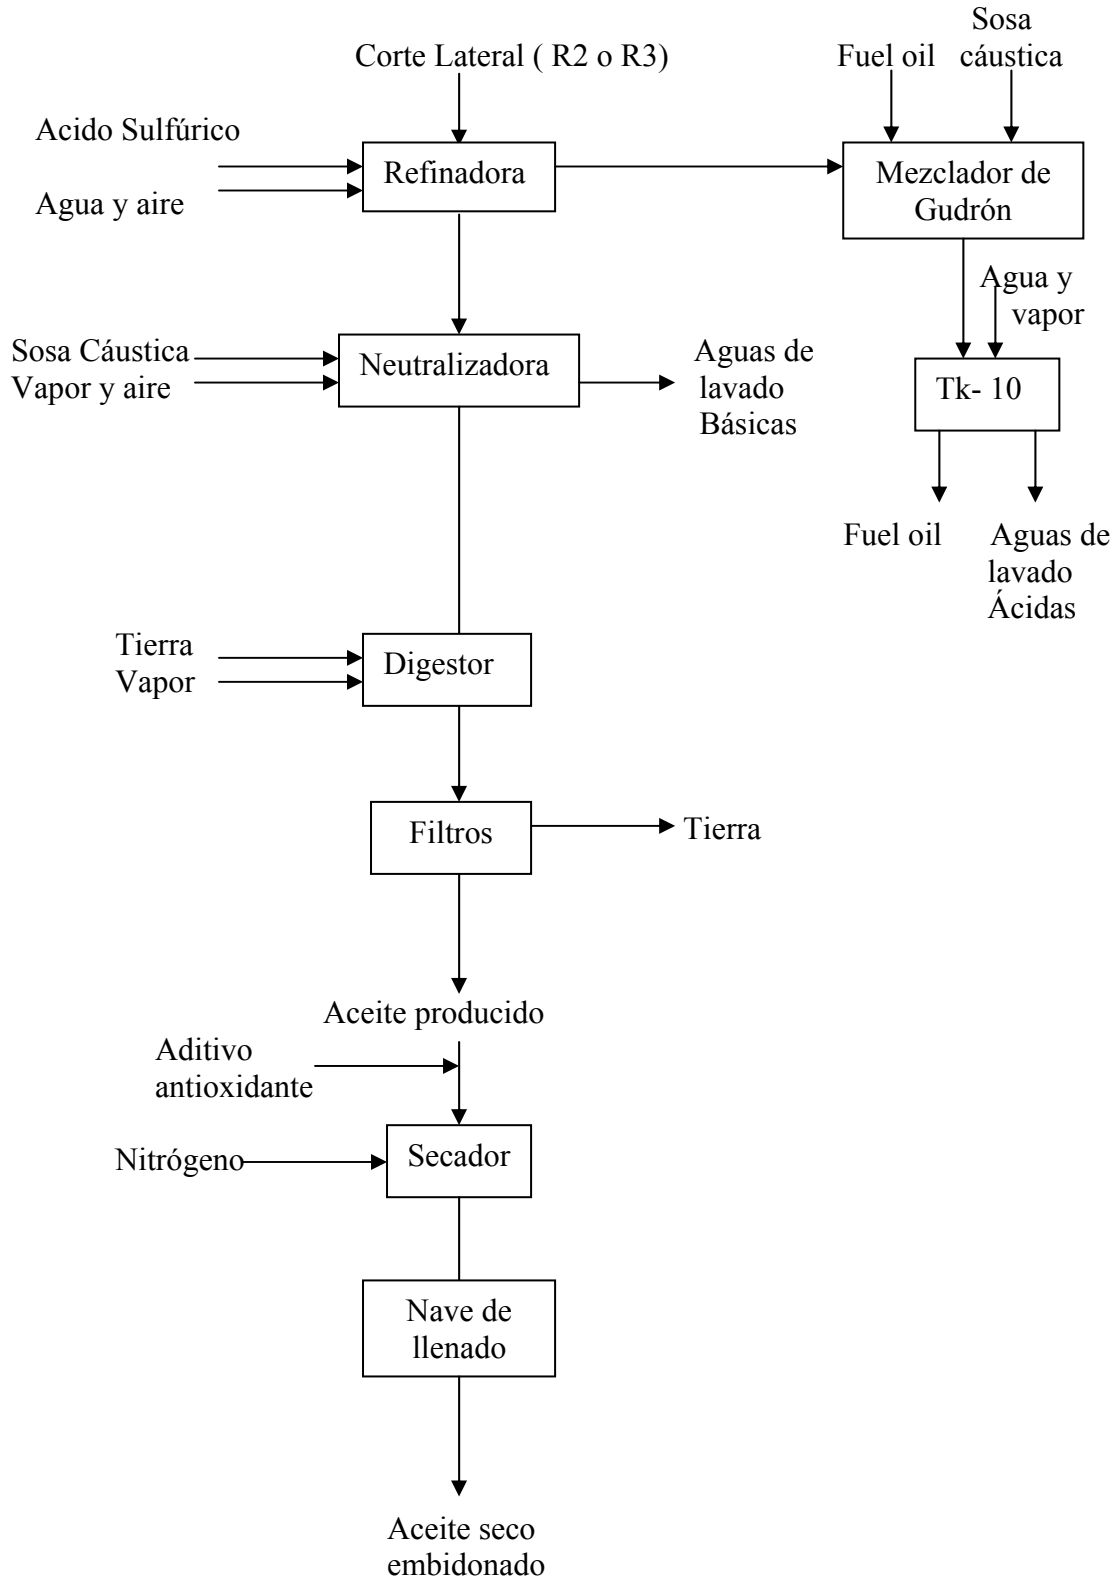 Corte Lateral ( R2 o R3)
Fuel oil
Sosa
cáustica
Acido Sulfúrico
Agua y aire
Refinadora
Mezclador de
Gudrón
Agua y
vapor
Sosa Cáustica
Vapor y aire
Neutralizadora
Aguas de
lavado
Básicas
Tk- 10
Fuel oil
Aguas de
lavado
Ácidas
Tierra
Vapor
Digestor
Filtros
Tierra
Aceite producido
Aditivo
antioxidante
Nitrógeno
Secador
Nave de
llenado
Aceite seco
embidonado